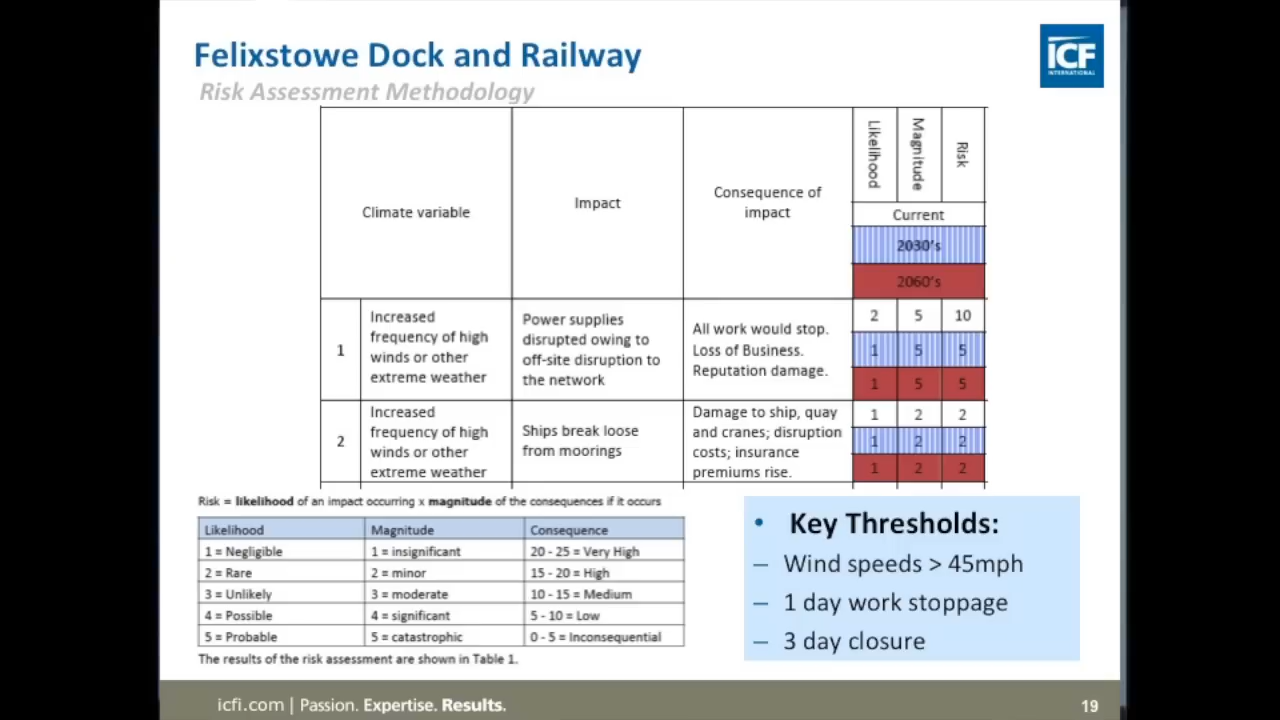 Felixstowe Dock and Railway
Risk Assessment Methodology
ICF
INTERNATIONAL
Climate variable
Impact
Consequence of
impact
Likelihood
Magnitude
Risk
Current
2030's
2060's
1
Increased
frequency of high
winds or other
extreme weather
Power supplies
disrupted owing to
off-site disruption to
the network
All work would stop.
Loss of Business.
Reputation damage.
2 5 10
1 5 5
1 5 5
2
Increased
frequency of high
winds or other
extreme weather
Ships break loose
from moorings
Damage to ship, quay
and cranes; disruption
costs; insurance
premiums rise.
1 2 2
1 2 2
1 2 2
Risk = likelihood of an impact occurring x magnitude of the consequences if it occurs
Likelihood Magnitude Consequence
1 = Negligible 1 = insignificant 20 - 25 = Very High
2 = Rare 2 = minor 15 - 20 = High
3 = Unlikely 3 = moderate 10 - 15 = Medium
4 = Possible 4 = significant 5 - 10 = Low
5 = Probable 5 = catastrophic 0 - 5 = Inconsequential
The results of the risk assessment are shown in Table 1.
• Key Thresholds:
– Wind speeds > 45mph
– 1 day work stoppage
– 3 day closure
icfi.com | Passion. Expertise. Results.
19